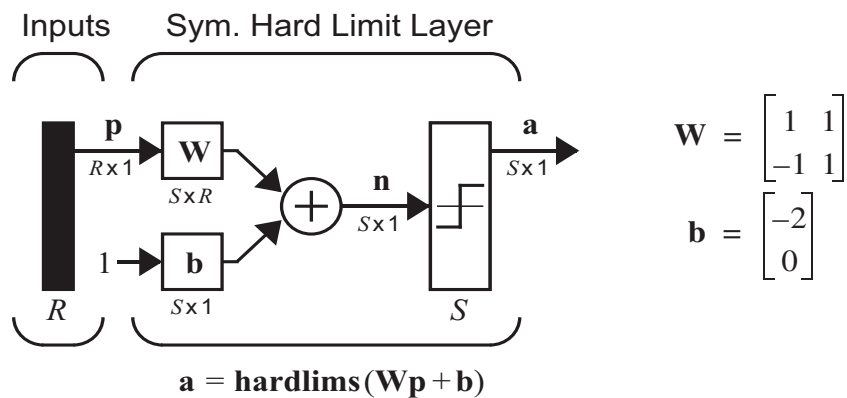 Inputs Sym. Hard Limit Layer
p
R x 1
W
S x R
1
b
S x 1
+
n
S x 1
a
S x 1
R
S
a = hardlims(Wp + b)
W = [1 1
-1 1]
b = [-2
0]